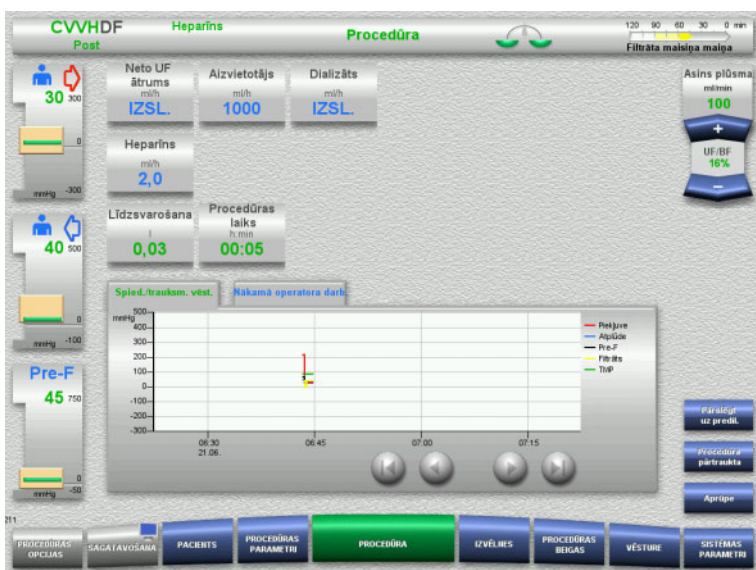 CVVHDF
Post
Heparīns
Procedūra
120 90 60 30 0 min
Filtrāta maisiņa maiņa
30
300
0
-300
mmHg
Neto UF
ātrums
ml/h
IZSL.
Aizvietotājs
ml/h
1000
Dializāts
ml/h
IZSL.
Asins plūsma
ml/min
100
+
UF/BF
16%
−
Heparīns
ml/h
2,0
Līdzsvarošana
l
0,03
Procedūras
laiks
h:min
00:05
40
500
0
-100
mmHg
Spied./trauksm. vēst.
Nākamā operatora darb.
mmHg
500
400
300
200
100
0
-100
-200
-300
06:30
21.06.
06:45
07:00
07:15
Piekļuve
Atplūde
Pre-F
Filtrāts
TMP
Pre-F
45
750
0
-50
mmHg
Pārslēgt
uz predil.
Procedūra
pārtraukta
Aprūpe
211
PROCEDŪRAS
OPCIJAS
SAGATAVOŠANA
PACIENTS
PROCEDŪRAS
PARAMETRI
PROCEDŪRA
IZVĒLNES
PROCEDŪRAS
BEIGAS
VĒSTURE
SISTĒMAS
PARAMETRI